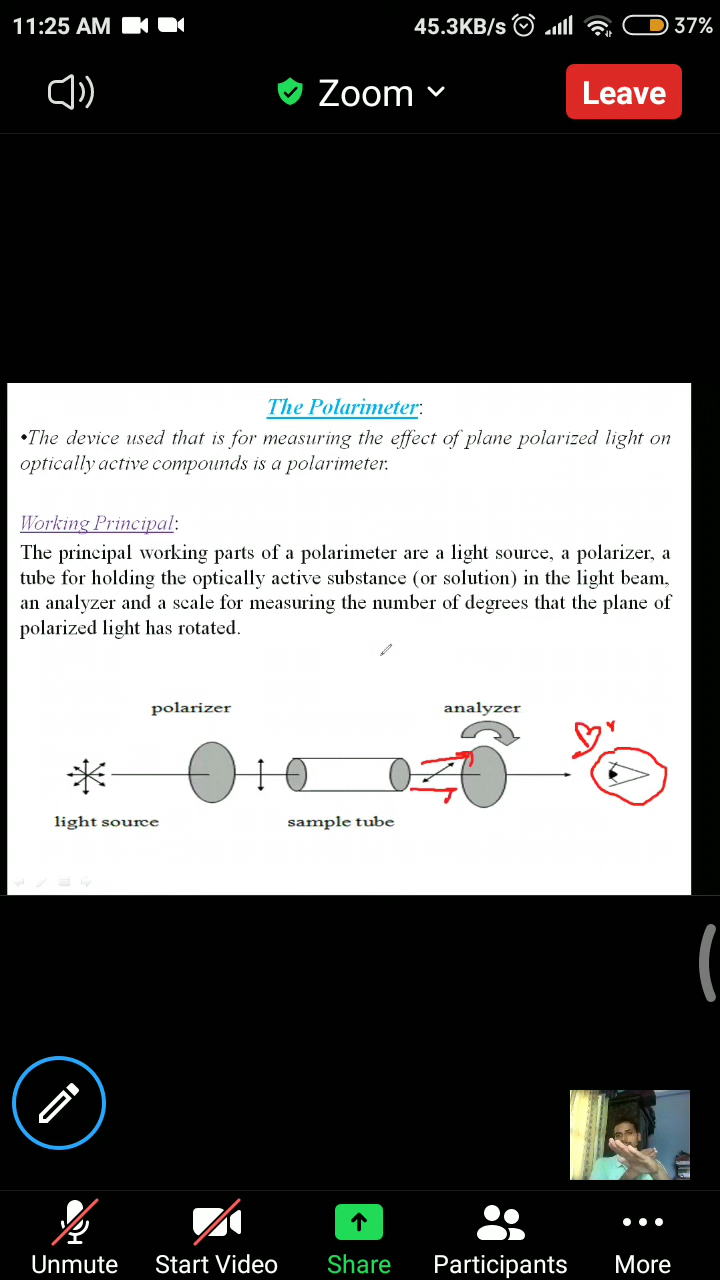 11:25 AM 45.3KB/s 37%
Zoom Leave
The Polarimeter:
•The device used that is for measuring the effect of plane polarized light on
optically active compounds is a polarimeter.
Working Principal:
The principal working parts of a polarimeter are a light source, a polarizer, a
tube for holding the optically active substance (or solution) in the light beam,
an analyzer and a scale for measuring the number of degrees that the plane of
polarized light has rotated.
polarizer analyzer
light source sample tube
Unmute Start Video Share Participants More